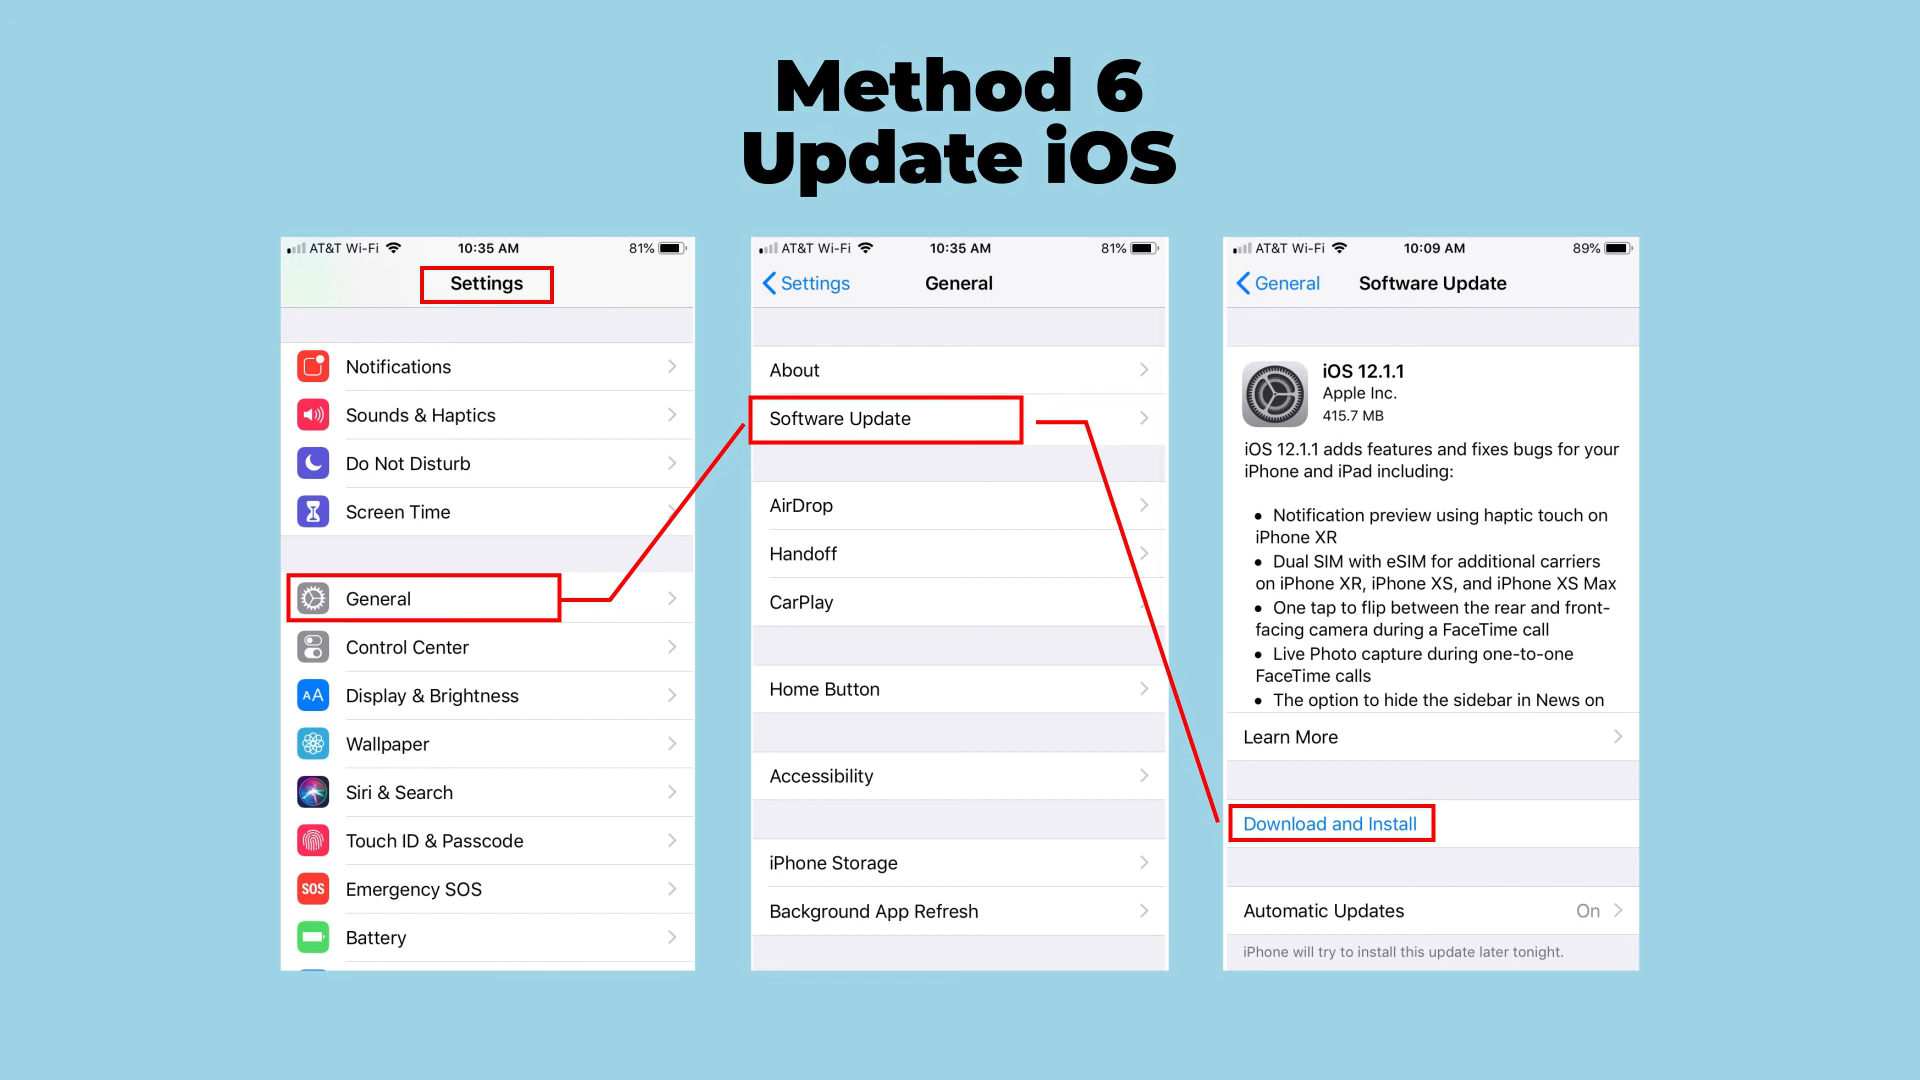 Method 6
Update iOS
AT&T Wi-Fi 10:35 AM 81%
Settings
Notifications
Sounds & Haptics
Do Not Disturb
Screen Time
General
Control Center
AA Display & Brightness
Wallpaper
Siri & Search
Touch ID & Passcode
SOS Emergency SOS
Battery
AT&T Wi-Fi 10:35 AM 81%
Settings General
About
Software Update
AirDrop
Handoff
CarPlay
Home Button
Accessibility
iPhone Storage
Background App Refresh
AT&T Wi-Fi 10:09 AM 89%
General Software Update
iOS 12.1.1
Apple Inc.
415.7 MB
iOS 12.1.1 adds features and fixes bugs for your
iPhone and iPad including:
• Notification preview using haptic touch on
iPhone XR
• Dual SIM with eSIM for additional carriers
on iPhone XR, iPhone XS, and iPhone XS Max
• One tap to flip between the rear and front-
facing camera during a FaceTime call
• Live Photo capture during one-to-one
FaceTime calls
• The option to hide the sidebar in News on
Learn More
Download and Install
Automatic Updates On
iPhone will try to install this update later tonight.